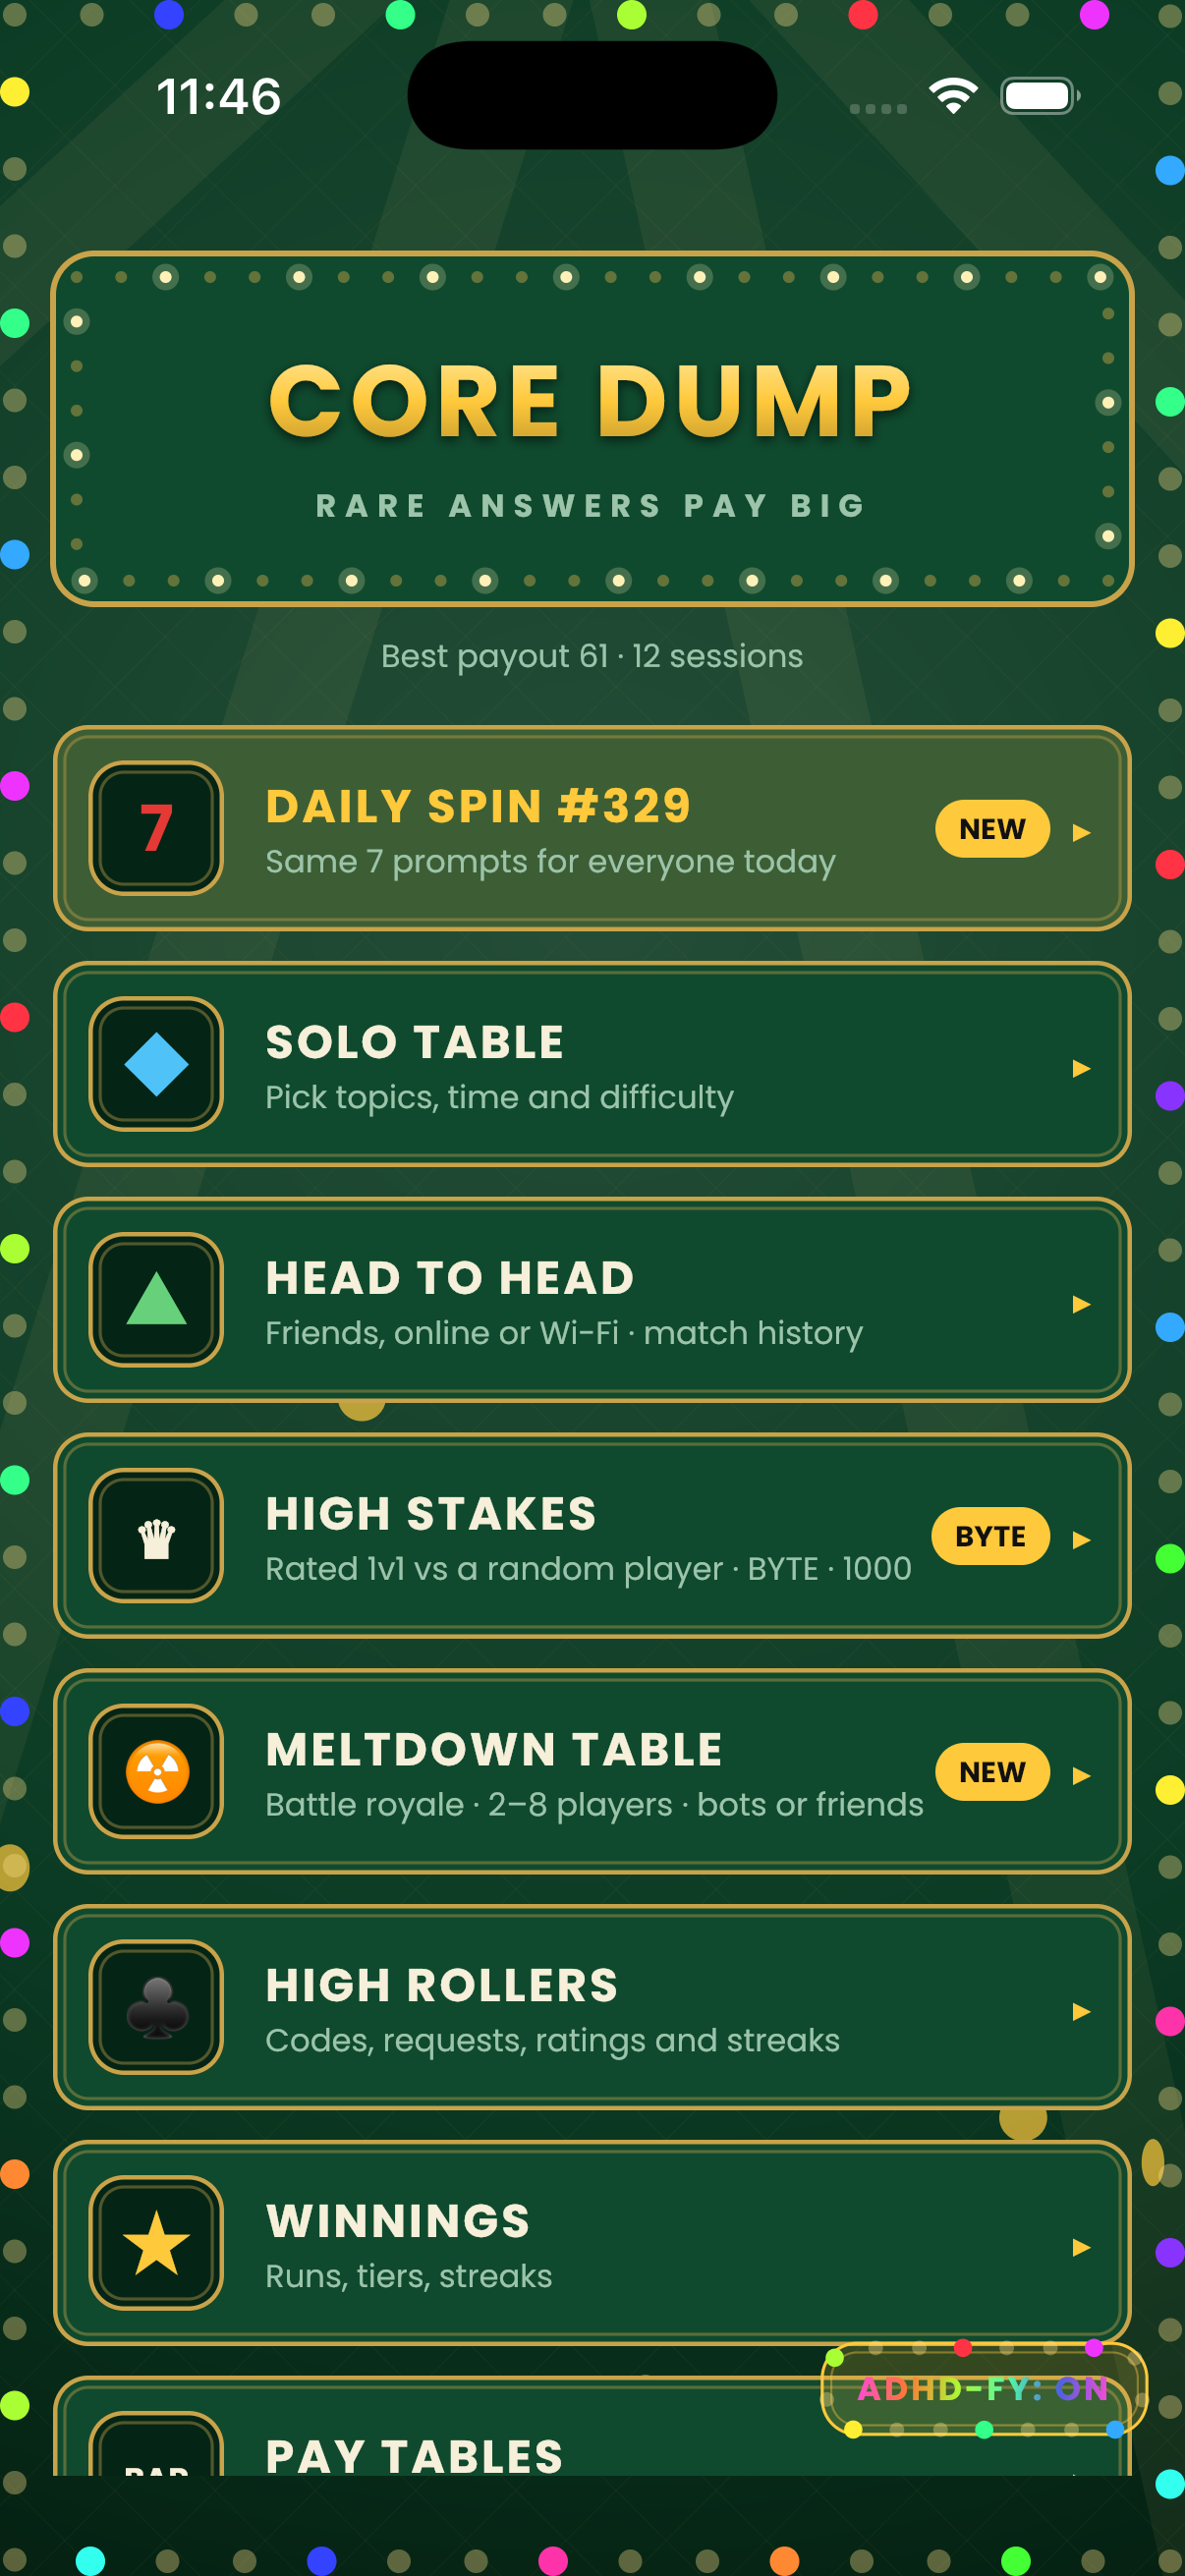 11:46
CORE DUMP
RARE ANSWERS PAY BIG
Best payout 61 · 12 sessions
7
DAILY SPIN #329
Same 7 prompts for everyone today
NEW
SOLO TABLE
Pick topics, time and difficulty
HEAD TO HEAD
Friends, online or Wi-Fi · match history
HIGH STAKES
Rated 1v1 vs a random player · BYTE · 1000
BYTE
MELTDOWN TABLE
Battle royale · 2–8 players · bots or friends
NEW
HIGH ROLLERS
Codes, requests, ratings and streaks
WINNINGS
Runs, tiers, streaks
ADHD-FY: ON
BAR
PAY TABLES